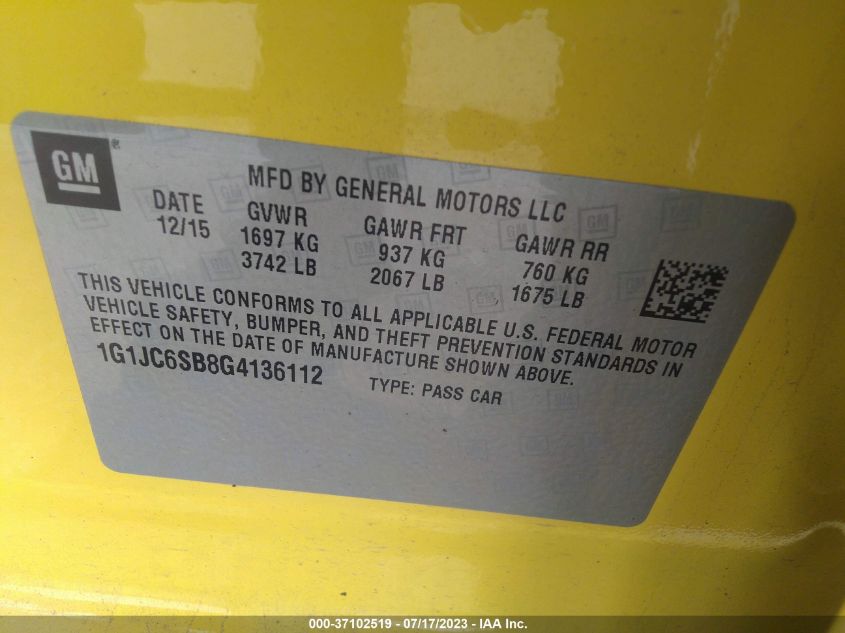 GM®
MFD BY GENERAL MOTORS LLC
DATE GVWR GAWR FRT GAWR RR
12/15 1697 KG 937 KG 760 KG
3742 LB 2067 LB 1675 LB
THIS VEHICLE CONFORMS TO ALL APPLICABLE U.S. FEDERAL MOTOR
VEHICLE SAFETY, BUMPER, AND THEFT PREVENTION STANDARDS IN
EFFECT ON THE DATE OF MANUFACTURE SHOWN ABOVE.
1G1JC6SB8G4136112 TYPE: PASS CAR
000-37102519 - 07/17/2023 - IAA Inc.